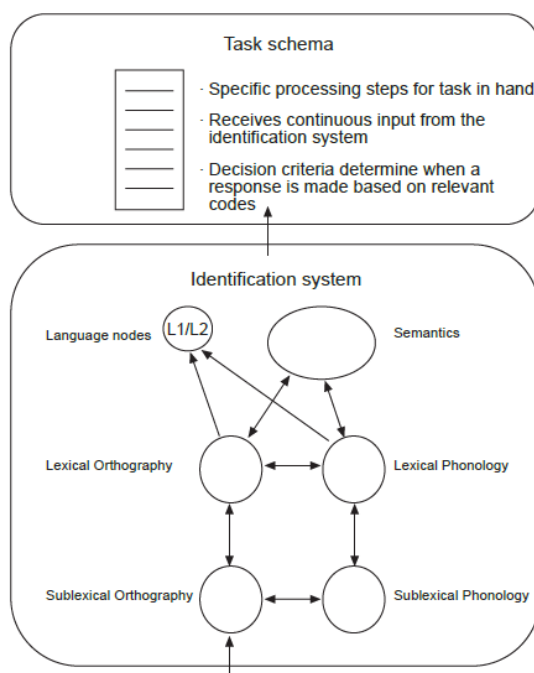 Task schema
· Specific processing steps for task in hand
· Receives continuous input from the
identification system
· Decision criteria determine when a
response is made based on relevant
codes
Identification system
Language nodes
L1/L2
Semantics
Lexical Orthography
Lexical Phonology
Sublexical Orthography
Sublexical Phonology